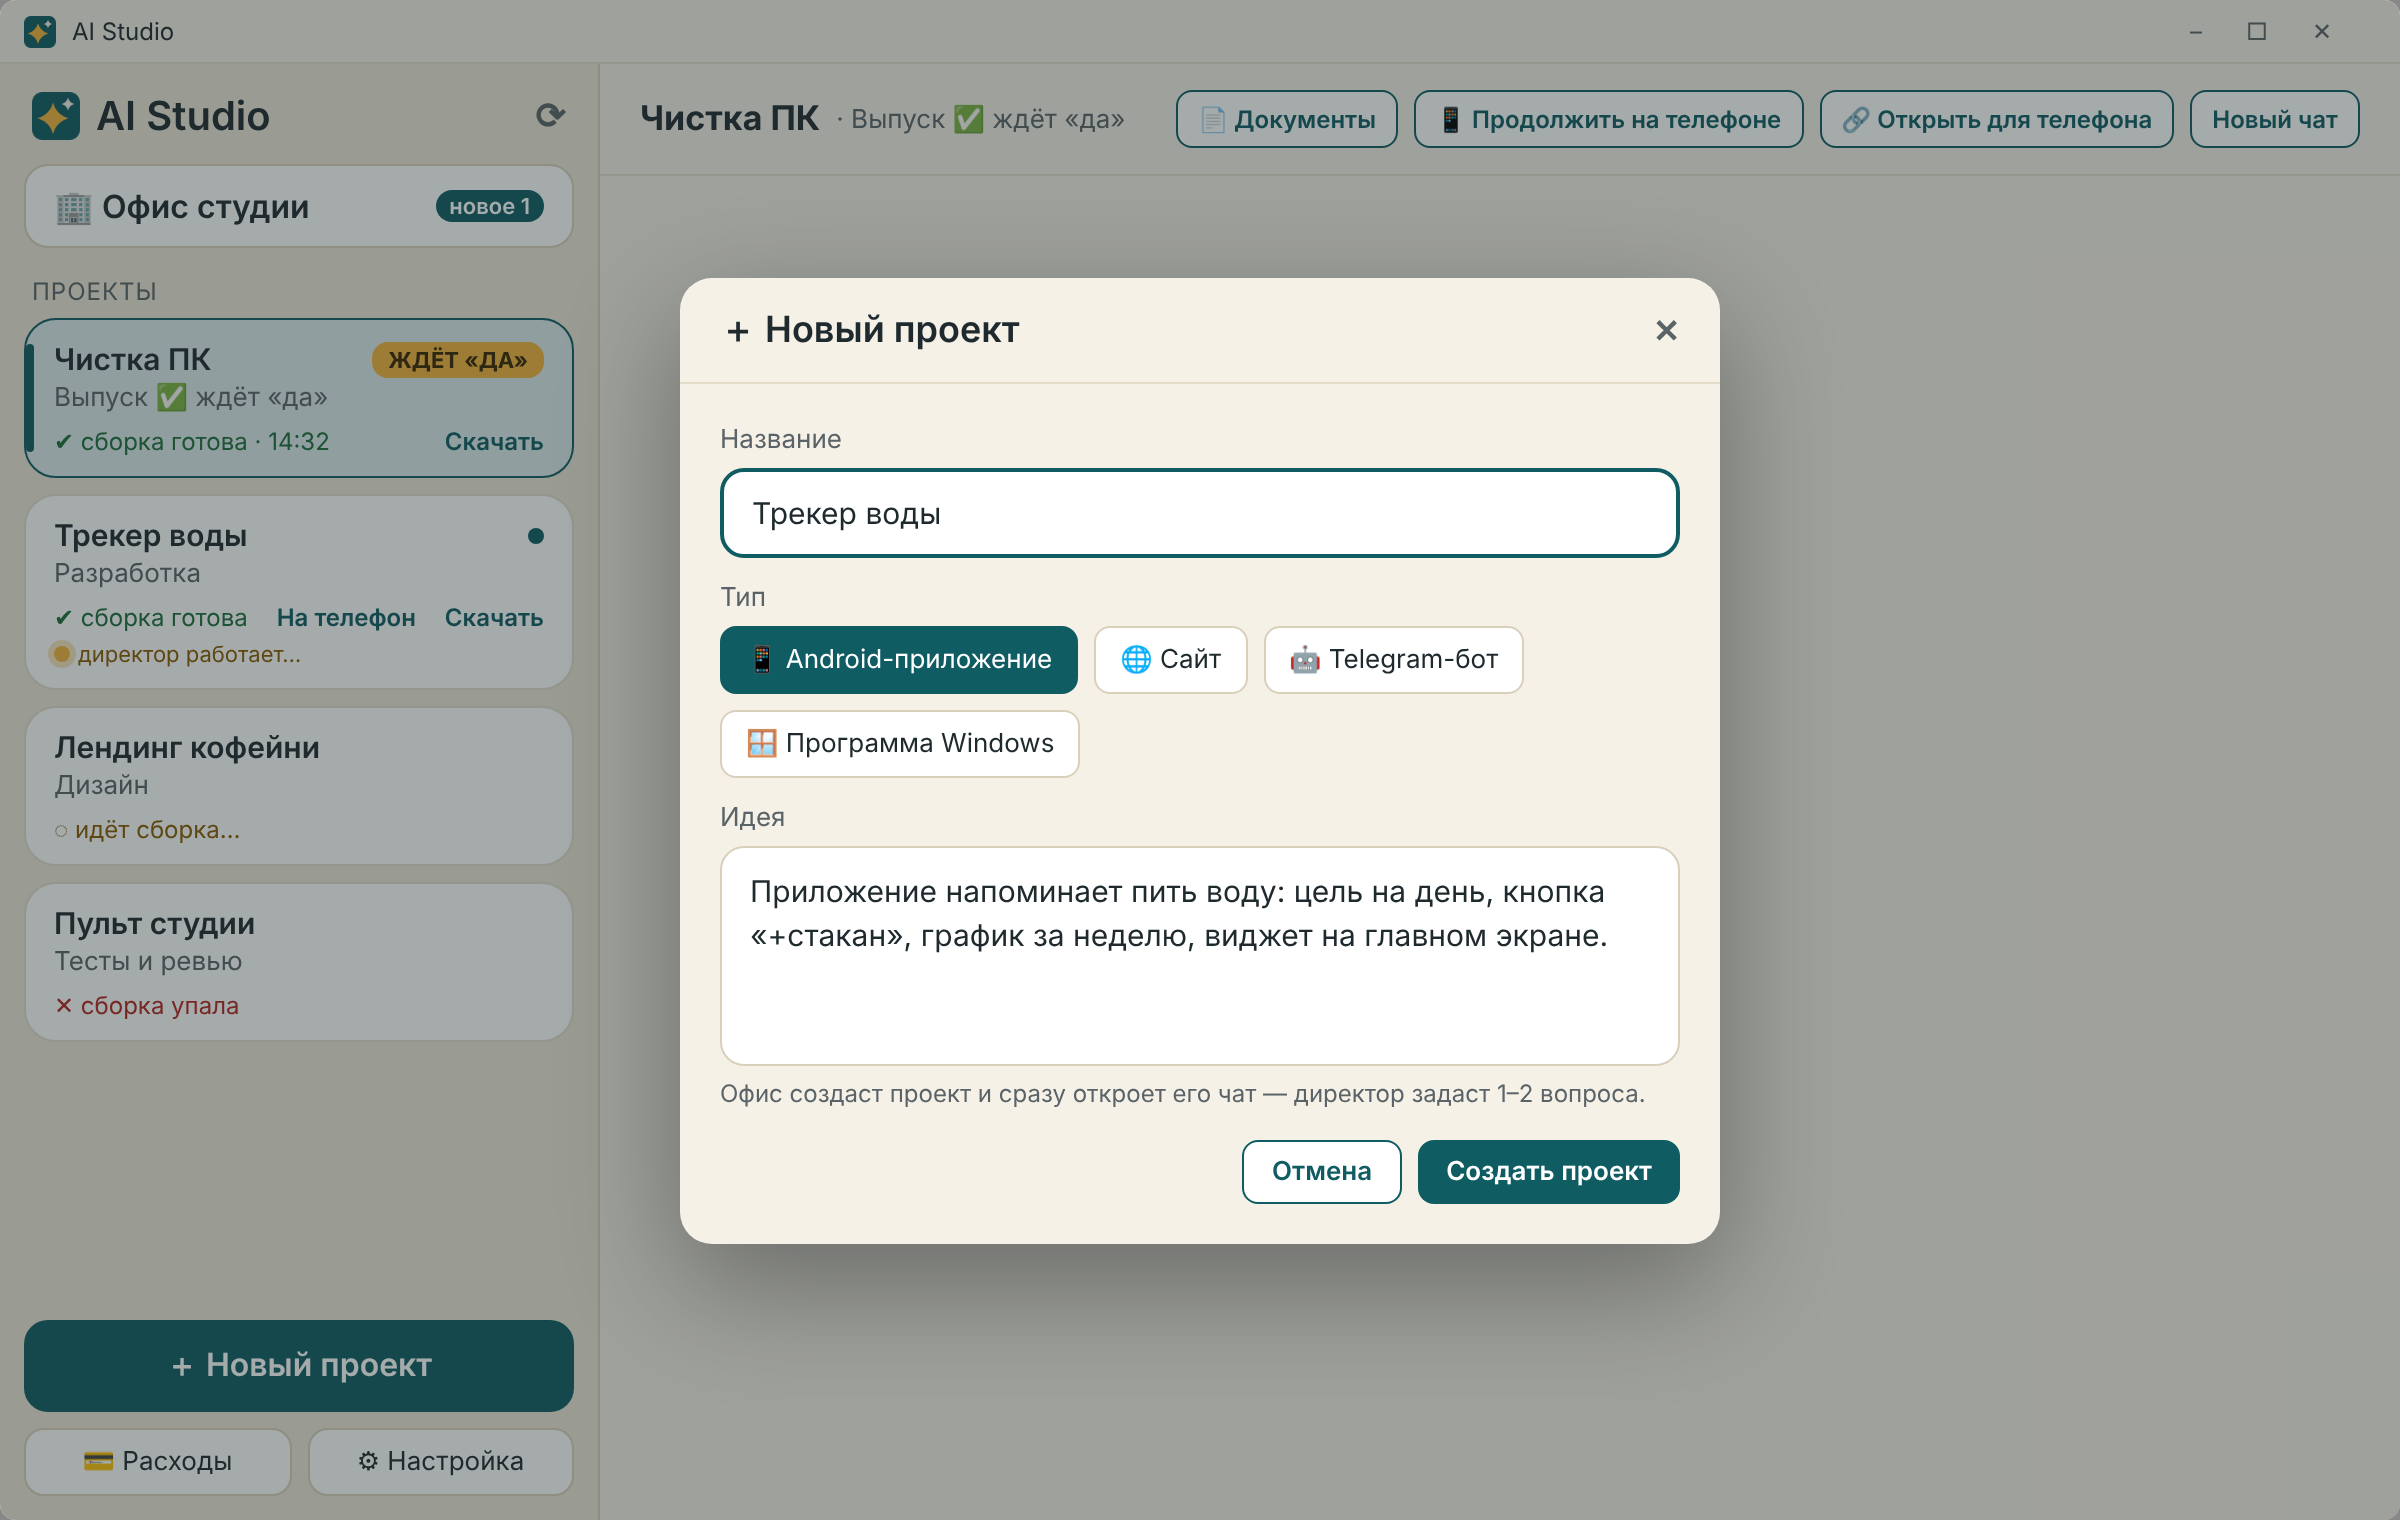 AI Studio
AI Studio
Офис студии новое 1
ПРОЕКТЫ
Чистка ПК ЖДЁТ «ДА»
Выпуск ✅ ждёт «да»
✔ сборка готова · 14:32 Скачать
Трекер воды
Разработка
✔ сборка готова На телефон Скачать
директор работает...
Лендинг кофейни
Дизайн
идёт сборка...
Пульт студии
Тесты и ревью
✕ сборка упала
+ Новый проект
Расходы
Настройка
Чистка ПК · Выпуск ✅ ждёт «да»
Документы
Продолжить на телефоне
Открыть для телефона
Новый чат
+ Новый проект
Название
Трекер воды
Тип
Android-приложение
Сайт
Telegram-бот
Программа Windows
Идея
Приложение напоминает пить воду: цель на день, кнопка
«+стакан», график за неделю, виджет на главном экране.
Офис создаст проект и сразу откроет его чат — директор задаст 1–2 вопроса.
Отмена
Создать проект